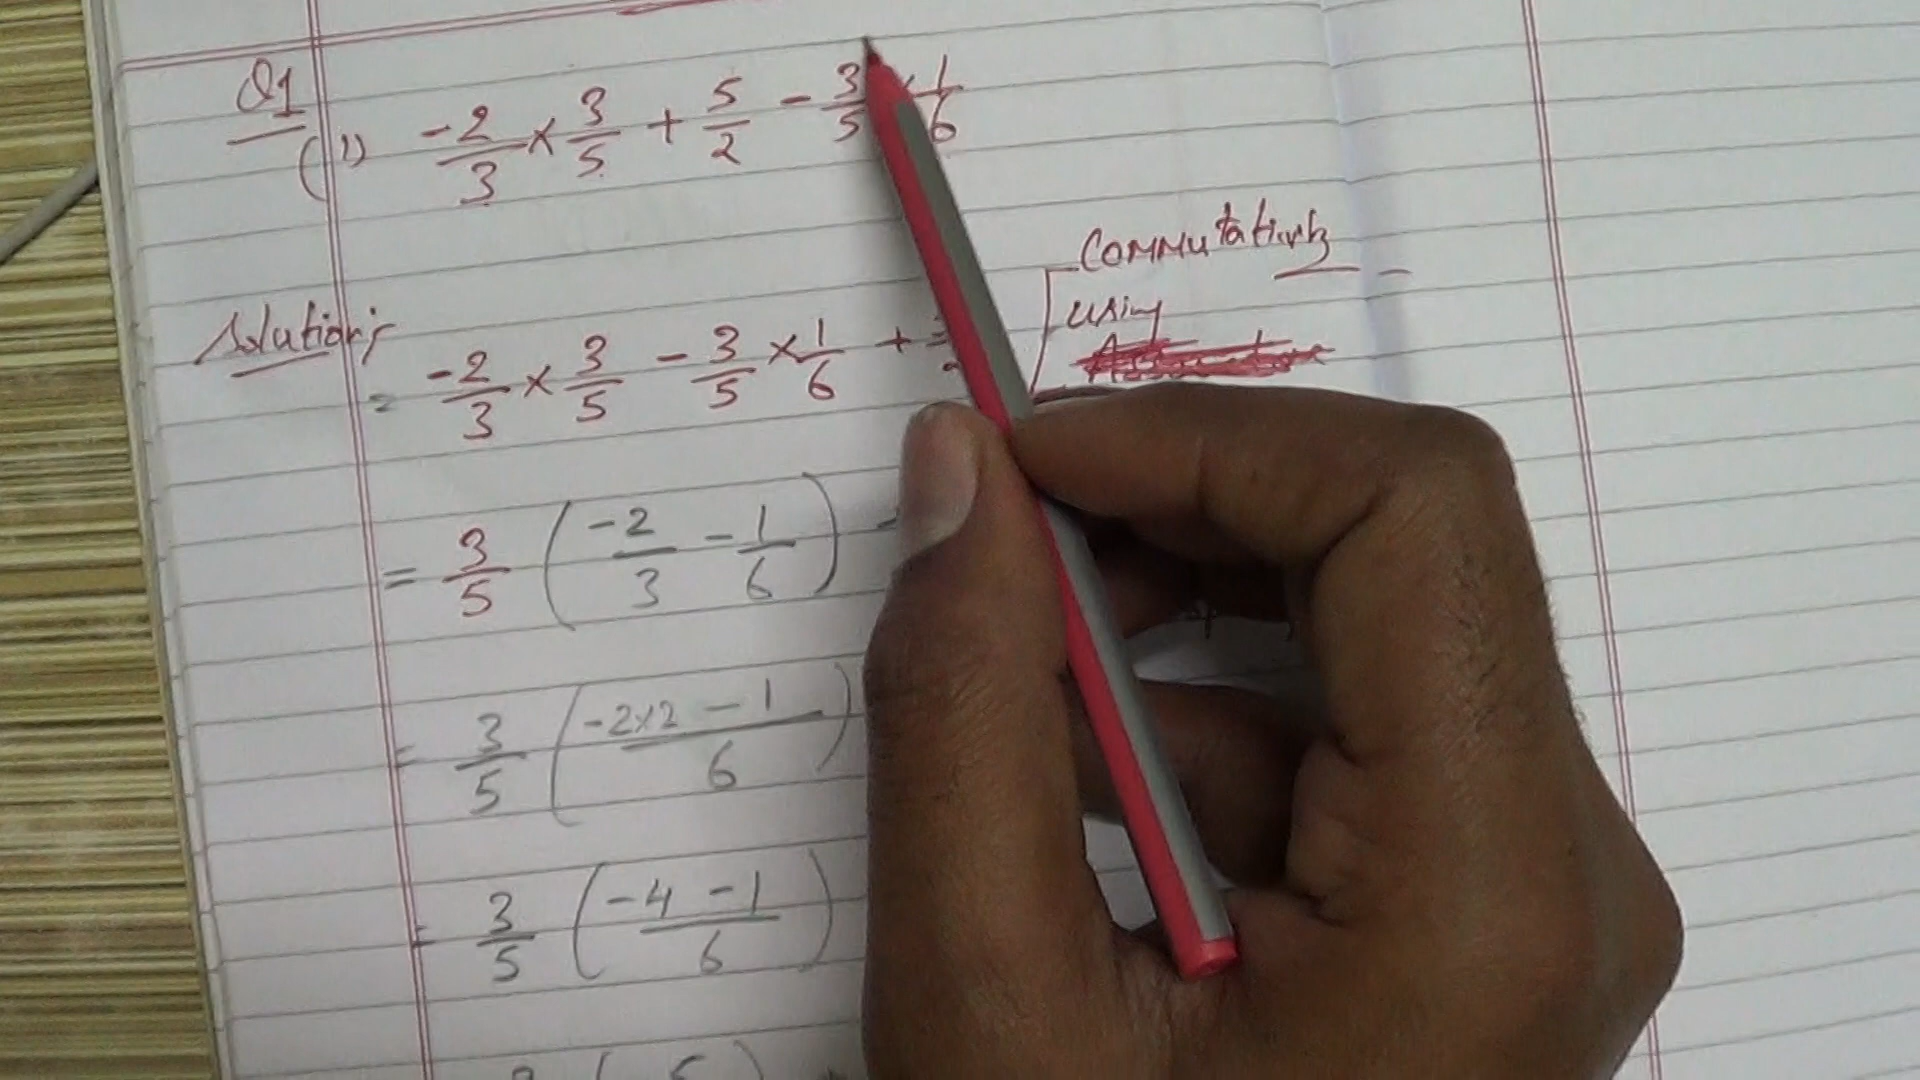 Q1
(1) -2/3 × 3/5 + 5/2 - 3/5 × 1/6
Commutativity
using
Solution;
= -2/3 × 3/5 - 3/5 × 1/6 +
= 3/5 (-2/3 - 1/6)
= 3/5 (-2×2 - 1 / 6)
= 3/5 (-4 - 1 / 6)